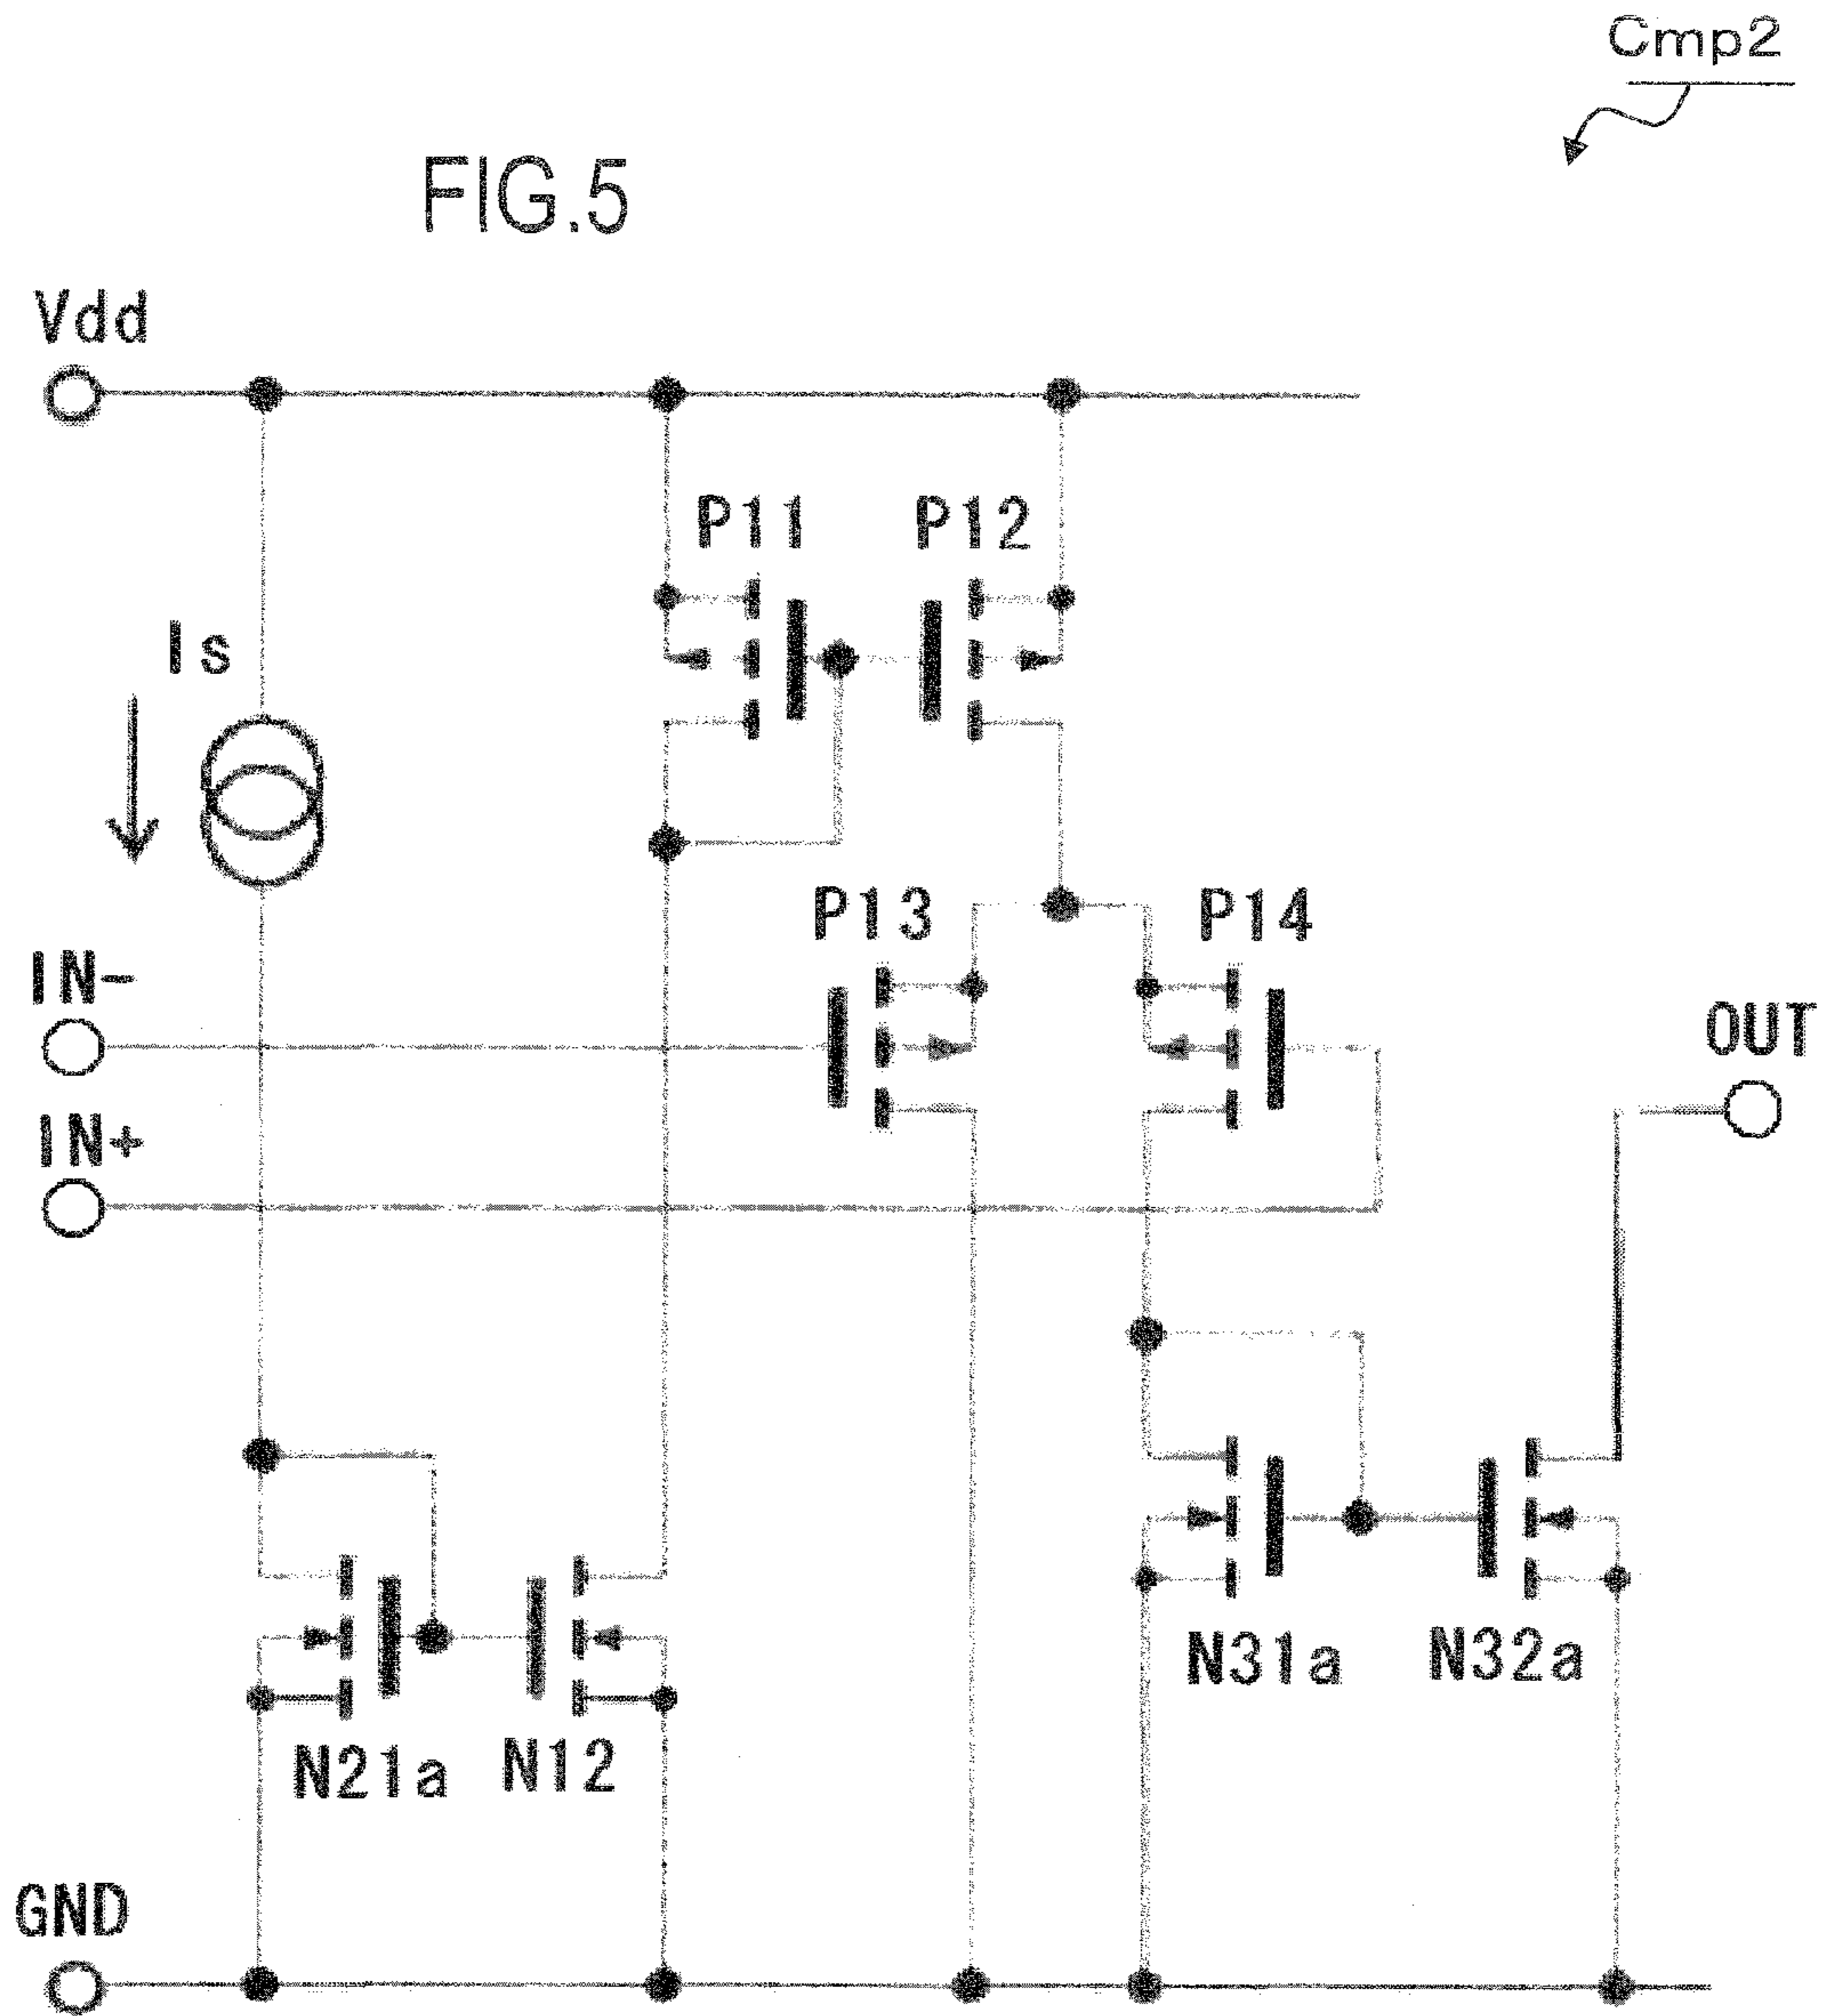 Cmp2
FIG.5
Vdd
P11 P12
Is
P13 P14
IN-
OUT
IN+
N31a N32a
N21a N12
GND